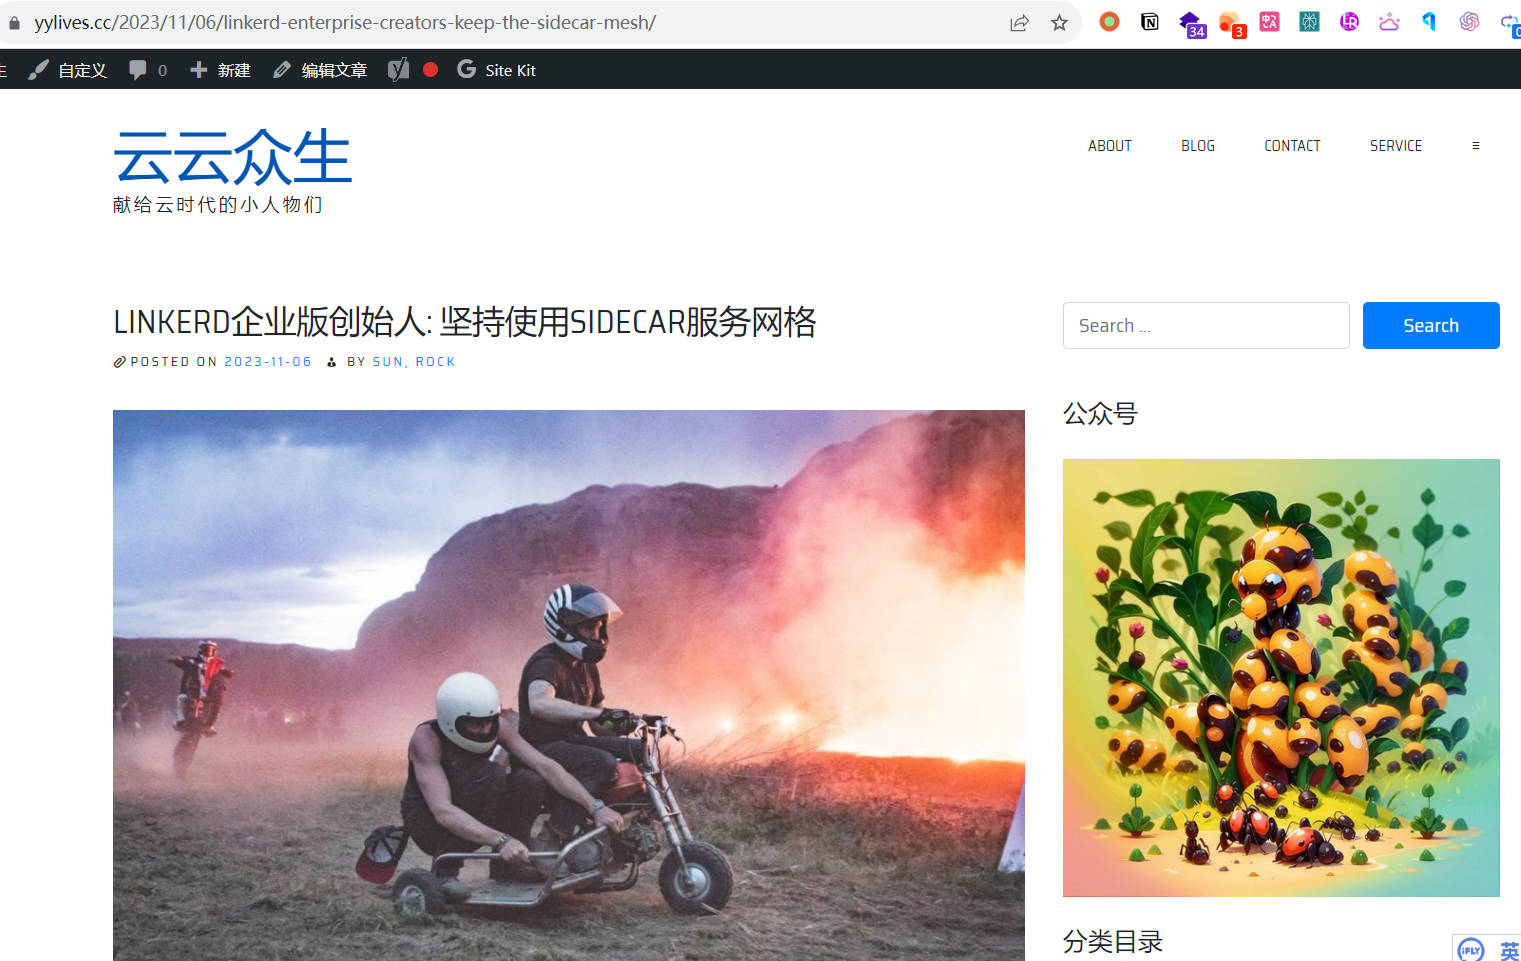 yylives.cc/2023/11/06/linkerd-enterprise-creators-keep-the-sidecar-mesh/
34
3
自定义
0
新建
编辑文章
Site Kit
云云众生
献给云时代的小人物们
ABOUT
BLOG
CONTACT
SERVICE
LINKERD企业版创始人: 坚持使用SIDECAR服务网格
POSTED ON 2023-11-06 BY SUN, ROCK
Search ...
Search
公众号
分类目录
iFLY
英